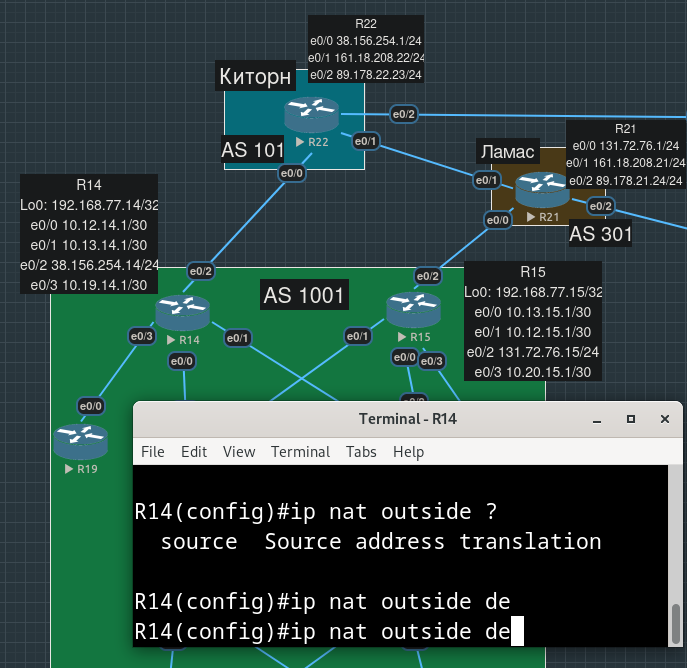 R22
e0/0 38.156.254.1/24
e0/1 161.18.208.22/24
e0/2 89.178.22.23/24
Киторн
R22
AS 101
e0/2
e0/1
e0/0
R21
e0/0 131.72.76.1/24
e0/1 161.18.208.21/24
e0/2 89.178.21.24/24
Ламас
e0/1
R21
e0/2
e0/0
AS 301
R14
Lo0: 192.168.77.14/32
e0/0 10.12.14.1/30
e0/1 10.13.14.1/30
e0/2 38.156.254.14/24
e0/3 10.19.14.1/30
e0/2
AS 1001
e0/2
R15
Lo0: 192.168.77.15/32
e0/0 10.13.15.1/30
e0/1 10.12.15.1/30
e0/2 131.72.76.15/24
e0/3 10.20.15.1/30
R14
R15
e0/3
e0/1
e0/1
e0/0
e0/0
e0/3
e0/0
R19
Terminal - R14
File Edit View Terminal Tabs Help
R14(config)#ip nat outside ?
source Source address translation
R14(config)#ip nat outside de
R14(config)#ip nat outside de